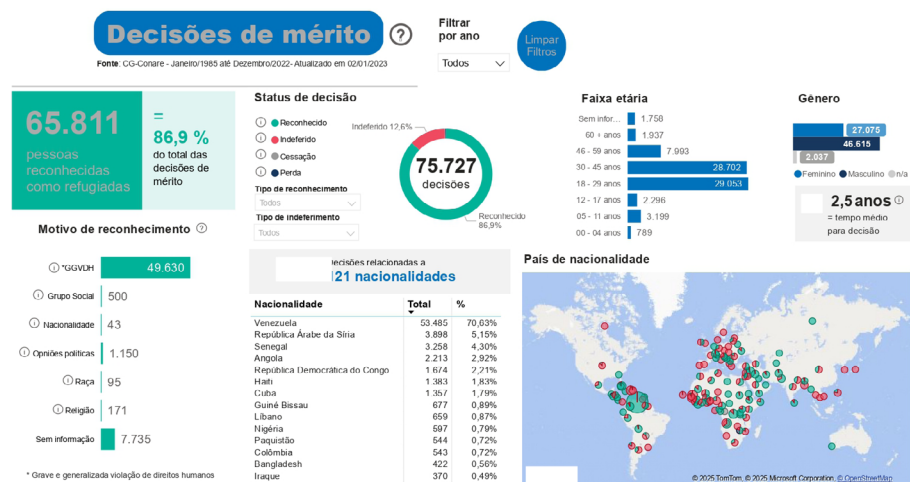 Decisões de mérito ?
Fonte: CG-Conare - Janeiro/1985 até Dezembro/2022- Atualizado em 02/01/2023
Filtrar
por ano
Todos
Limpar
Filtros
65.811
pessoas
reconhecidas
como refugiadas
=
86,9 %
do total das
decisões de
mérito
Motivo de reconhecimento ?
*GGVDH 49.630
Grupo Social 500
Nacionalidade 43
Opniões políticas 1.150
Raça 95
Religião 171
Sem informação 7.735
* Grave e generalizada violação de direitos humanos
Status de decisão
Reconhecido
Indeferido
Cessação
Perda
Tipo de reconhecimento
Todos
Tipo de indeferimento
Todos
Indeferido 12,6%
75.727
decisões
Reconhecido
86,9%
Decisões relacionadas a
121 nacionalidades
Nacionalidade Total %
Venezuela 53.485 70,63%
República Árabe da Síria 3.898 5,15%
Senegal 3.258 4,30%
Angola 2.213 2,92%
República Democrática do Congo 1.674 2,21%
Haiti 1.383 1,83%
Cuba 1.357 1,79%
Guiné Bissau 677 0,89%
Líbano 659 0,87%
Nigéria 597 0,79%
Paquistão 544 0,72%
Colômbia 543 0,72%
Bangladesh 422 0,56%
Iraque 370 0,49%
Faixa etária
Sem infor... 1.758
60 + anos 1.937
46 - 59 anos 7.993
30 - 45 anos 28.702
18 - 29 anos 29.053
12 - 17 anos 2.296
05 - 11 anos 3.199
00 - 04 anos 789
Gênero
27.075
46.615
2.037
Feminino Masculino n/a
2,5 anos
= tempo médio
para decisão
País de nacionalidade
© 2025 TomTom, © 2025 Microsoft Corporation, © OpenStreetMap